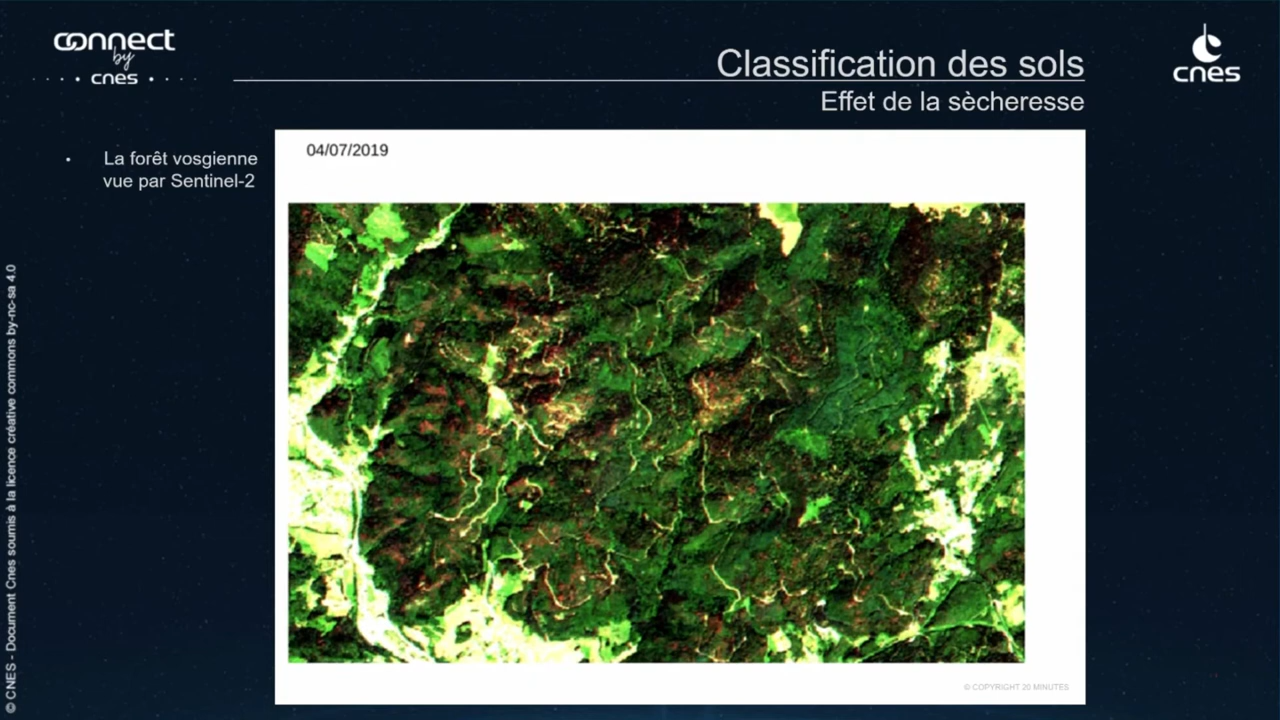 connect
by
cnes
cnes
Classification des sols
Effet de la sècheresse
• La forêt vosgienne
vue par Sentinel-2
04/07/2019
© COPYRIGHT 20 MINUTES
© CNES - Document Cnes soumis à la licence créative commons by-nc-sa 4.0